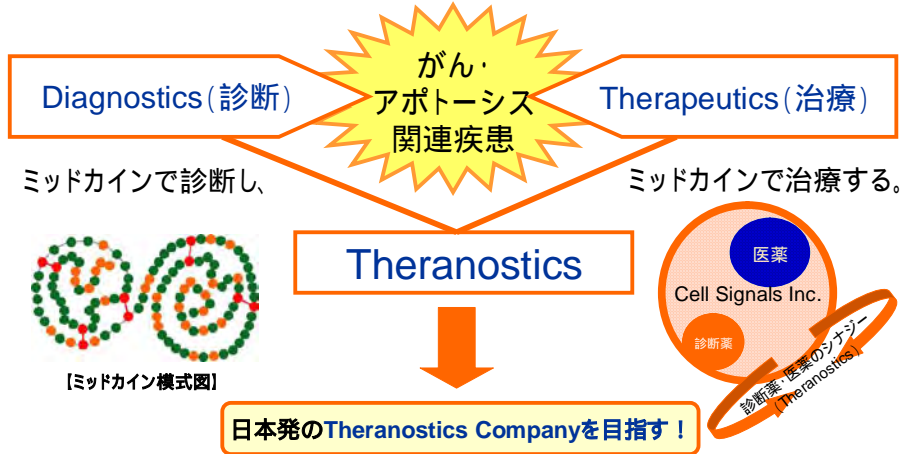 がん・
アポトーシス
関連疾患
Diagnostics(診断)
Therapeutics(治療)
ミッドカインで診断し、
ミッドカインで治療する。
Theranostics
医薬
Cell Signals Inc.
診断薬
診断薬・医薬のシナジー
(Theranostics)
【ミッドカイン模式図】
日本発のTheranostics Companyを目指す！